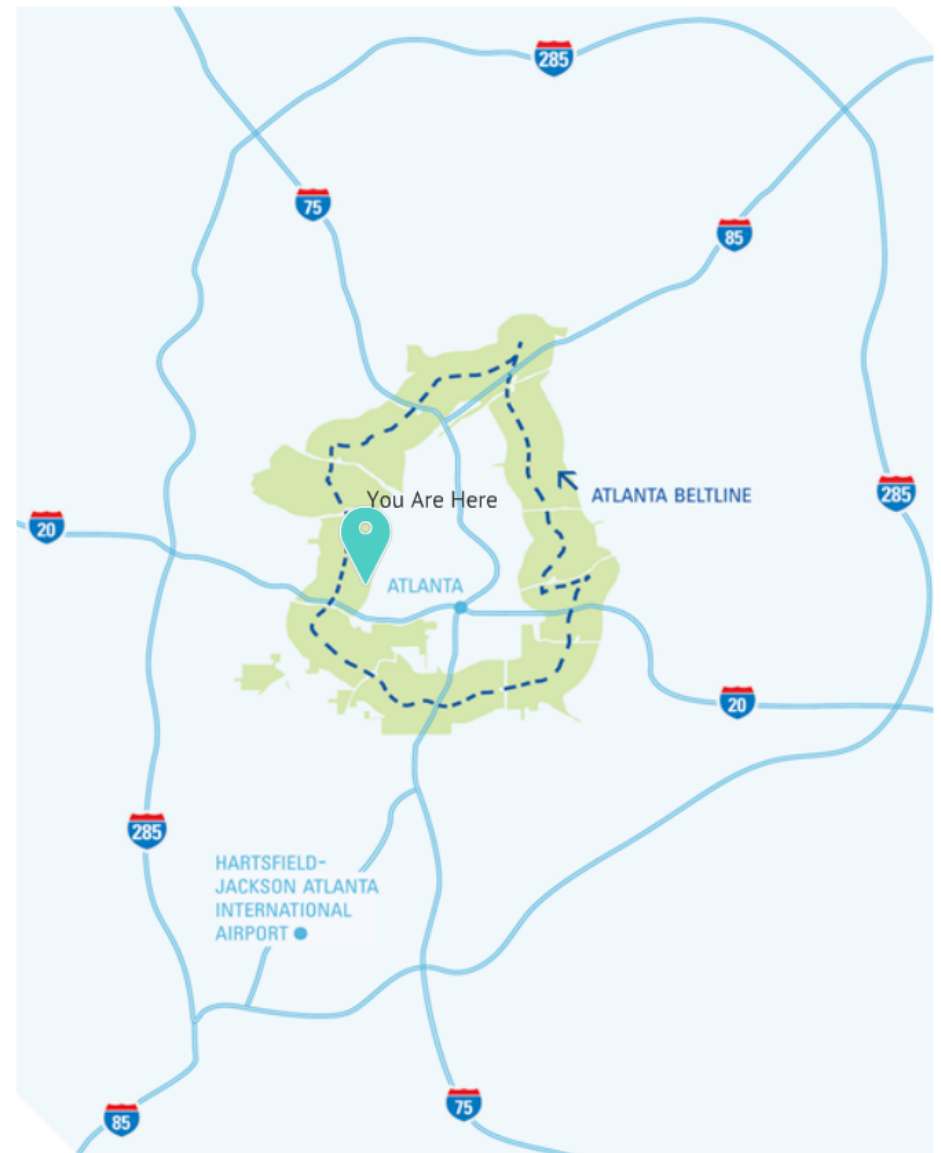 285
75
85
You Are Here
ATLANTA BELTLINE
285
20
ATLANTA
20
285
HARTSFIELD-
JACKSON ATLANTA
INTERNATIONAL
AIRPORT
75
85